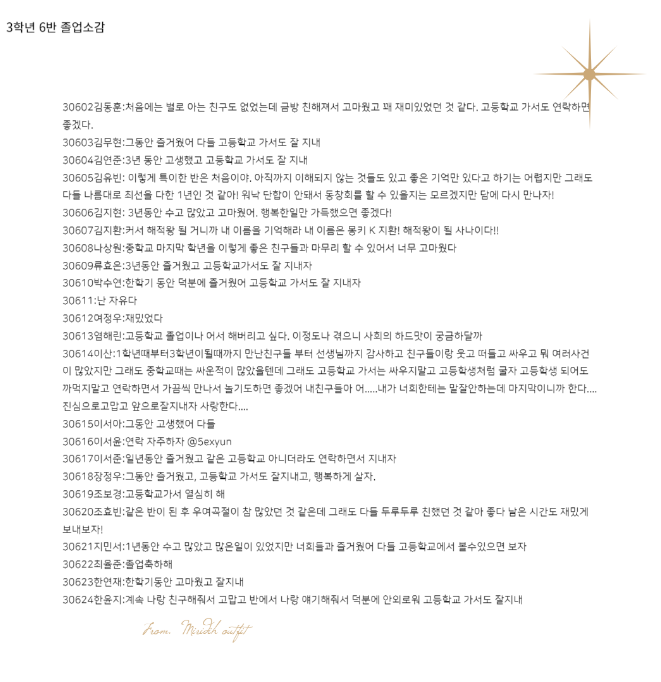 3학년 6반 졸업소감
30602김동훈:처음에는 별로 아는 친구도 없었는데 금방 친해져서 고마웠고 꽤 재미있었던 것 같다. 고등학교 가서도 연락하면
좋겠다.
30603김무현:그동안 즐거웠어 다들 고등학교 가서도 잘 지내
30604김연준:3년 동안 고생했고 고등학교 가서도 잘 지내
30605김유빈: 이렇게 특이한 반은 처음이야. 아직까지 이해되지 않는 것들도 있고 좋은 기억만 있다고 하기는 어렵지만 그래도
다들 나름대로 최선을 다한 1년인 것 같아! 워낙 단합이 안돼서 동창회를 할 수 있을지는 모르겠지만 담에 다시 만나자!
30606김지현: 3년동안 수고 많았고 고마웠어. 행복한일만 가득했으면 좋겠다!
30607김지환:커서 해적왕 될 거니까 내 이름을 기억해라 내 이름은 몽키 K 지환! 해적왕이 될 사나이다!!
30608나상원:중학교 마지막 학년을 이렇게 좋은 친구들과 마무리 할 수 있어서 너무 고마웠다
30609류효은:3년동안 즐거웠고 고등학교가서도 잘 지내자
30610박수연:한학기 동안 덕분에 즐거웠어 고등학교 가서도 잘 지내자
30611:난 자유다
30612여정우:재밌었다
30613염해린:고등학교 졸업이나 어서 해버리고 싶다. 이정도나 겪으니 사회의 하드맛이 궁금하달까
30614이산:1학년때부터3학년이될때까지 만난친구들 부터 선생님까지 감사하고 친구들이랑 웃고 떠들고 싸우고 뭐 여러사건
이 많았지만 그래도 중학교때는 싸운적이 많았을텐데 그래도 고등학교 가서는 싸우지말고 고등학생처럼 굴자 고등학생 되어도
까먹지말고 연락하면서 가끔씩 만나서 놀기도하면 좋겠어 내친구들아 어.....내가 너희한테는 말잘안하는데 마지막이니까 한다....
진심으로고맙고 앞으로잘지내자 사랑한다....
30615이서아:그동안 고생했어 다들
30616이서윤:연락 자주하자 @5exyun
30617이서준:일년동안 즐거웠고 같은 고등학교 아니더라도 연락하면서 지내자
30618장정우:그동안 즐거웠고, 고등학교 가서도 잘지내고, 행복하게 살자.
30619조보경:고등학교가서 열심히 해
30620조효빈:같은 반이 된 후 우여곡절이 참 많았던 것 같은데 그래도 다들 두루두루 친했던 것 같아 좋다 남은 시간도 재밌게
보내보자!
30621지민서:1년동안 수고 많았고 많은일이 있었지만 너희들과 즐거웠어 다들 고등학교에서 볼수있으면 보자
30622최율준:졸업축하해
30623한연재:한학기동안 고마웠고 잘지내
30624한윤지:계속 나랑 친구해줘서 고맙고 반에서 나랑 얘기해줘서 덕분에 안외로워 고등학교 가서도 잘지내
From.